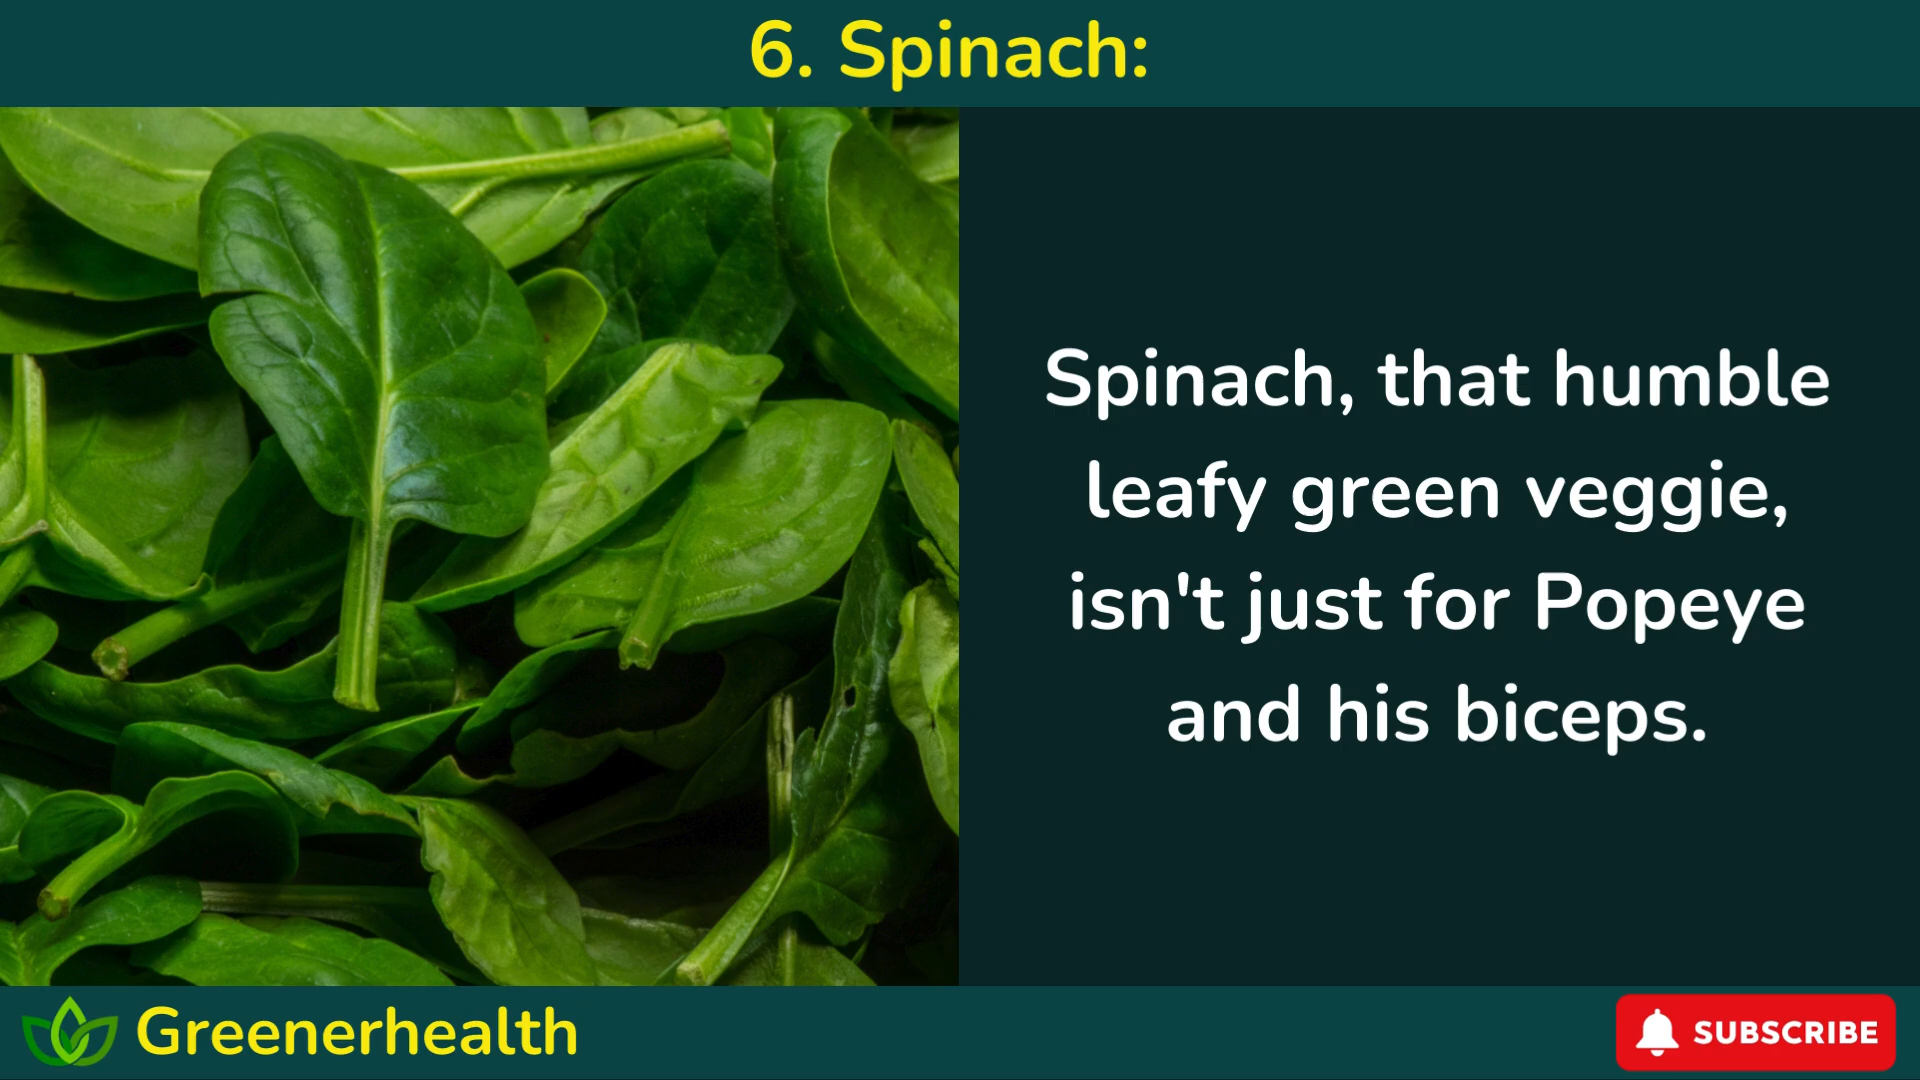 6. Spinach:
Spinach, that humble
leafy green veggie,
isn't just for Popeye
and his biceps.
Greenerhealth
SUBSCRIBE